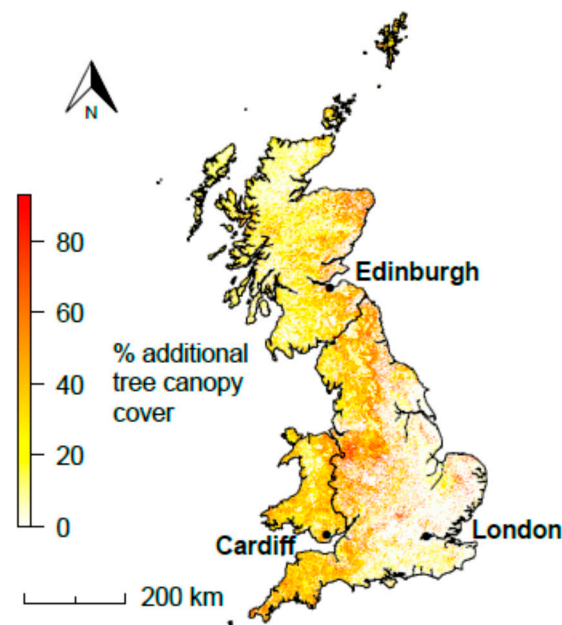 N
80
60
40
20
0
% additional
tree canopy
cover
Edinburgh
Cardiff
London
200 km